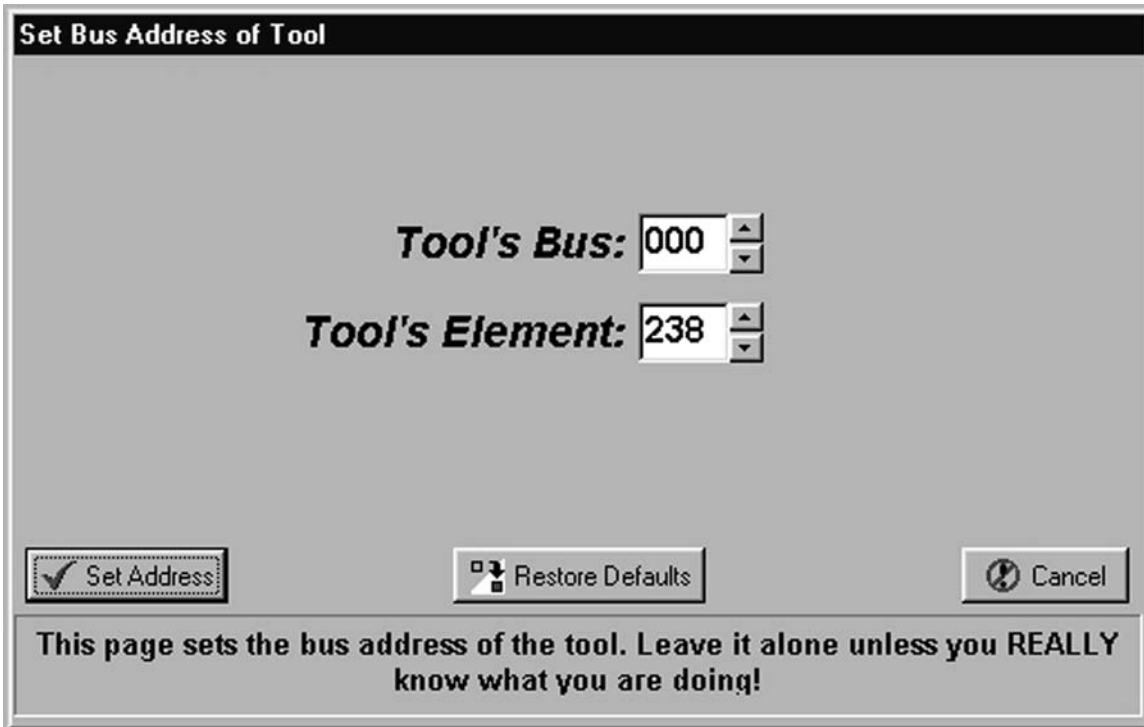 Set Bus Address of Tool
Tool's Bus: 000
Tool's Element: 238
Set Address Restore Defaults Cancel
This page sets the bus address of the tool. Leave it alone unless you REALLY
know what you are doing!